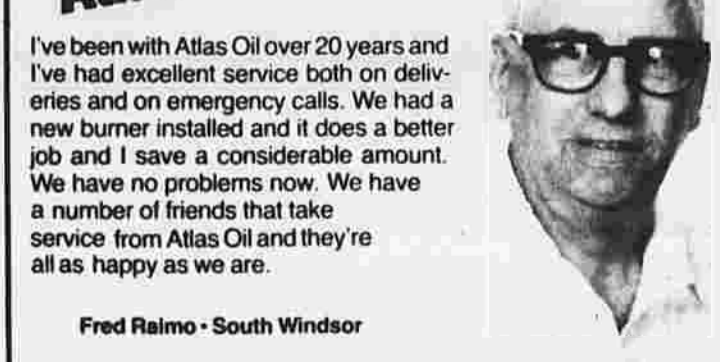 I've been with Atlas Oil over 20 years and
I've had excellent service both on deliv-
eries and on emergency calls. We had a
new burner installed and it does a better
job and I save a considerable amount.
We have no problems now. We have
a number of friends that take
service from Atlas Oil and they're
all as happy as we are.
Fred Raimo • South Windsor